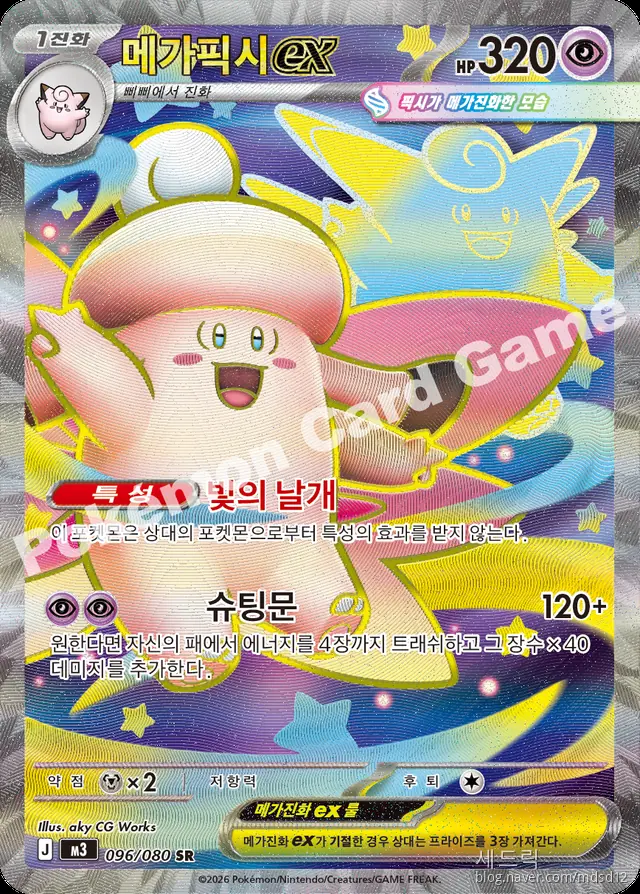 1진화
메가픽시ex
HP 320
삐삐에서 진화
픽시가 메가진화한 모습
특성 빛의 날개
이 포켓몬은 상대의 포켓몬으로부터 특성의 효과를 받지 않는다.
슈팅문 120+
원한다면 자신의 패에서 에너지를 4장까지 트래쉬하고 그 장수×40
데미지를 추가한다.
약점 ×2 저항력 후퇴
메가진화 ex 룰
메가진화 ex가 기절한 경우 상대는 프라이즈를 3장 가져간다.
Illus. aky CG Works
J M3 096/080 SR
©2026 Pokémon/Nintendo/Creatures/GAME FREAK.
Pokémon Card Game
세드릭
blog.naver.com/mdsd12